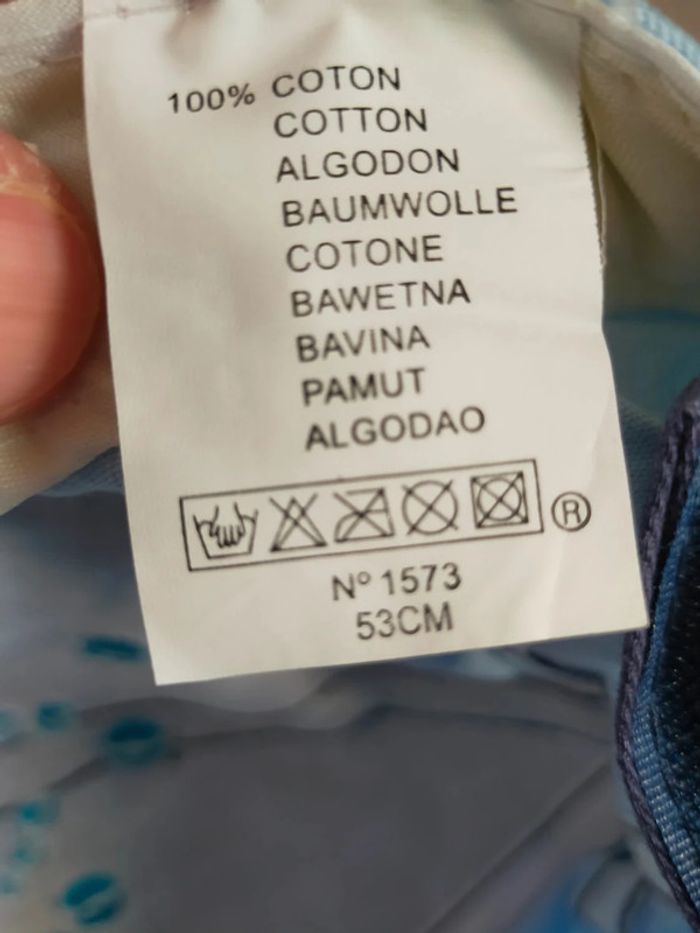 100% COTON
COTTON
ALGODON
BAUMWOLLE
COTONE
BAWETNA
BAVINA
PAMUT
ALGODAO
®
Nº 1573
53CM